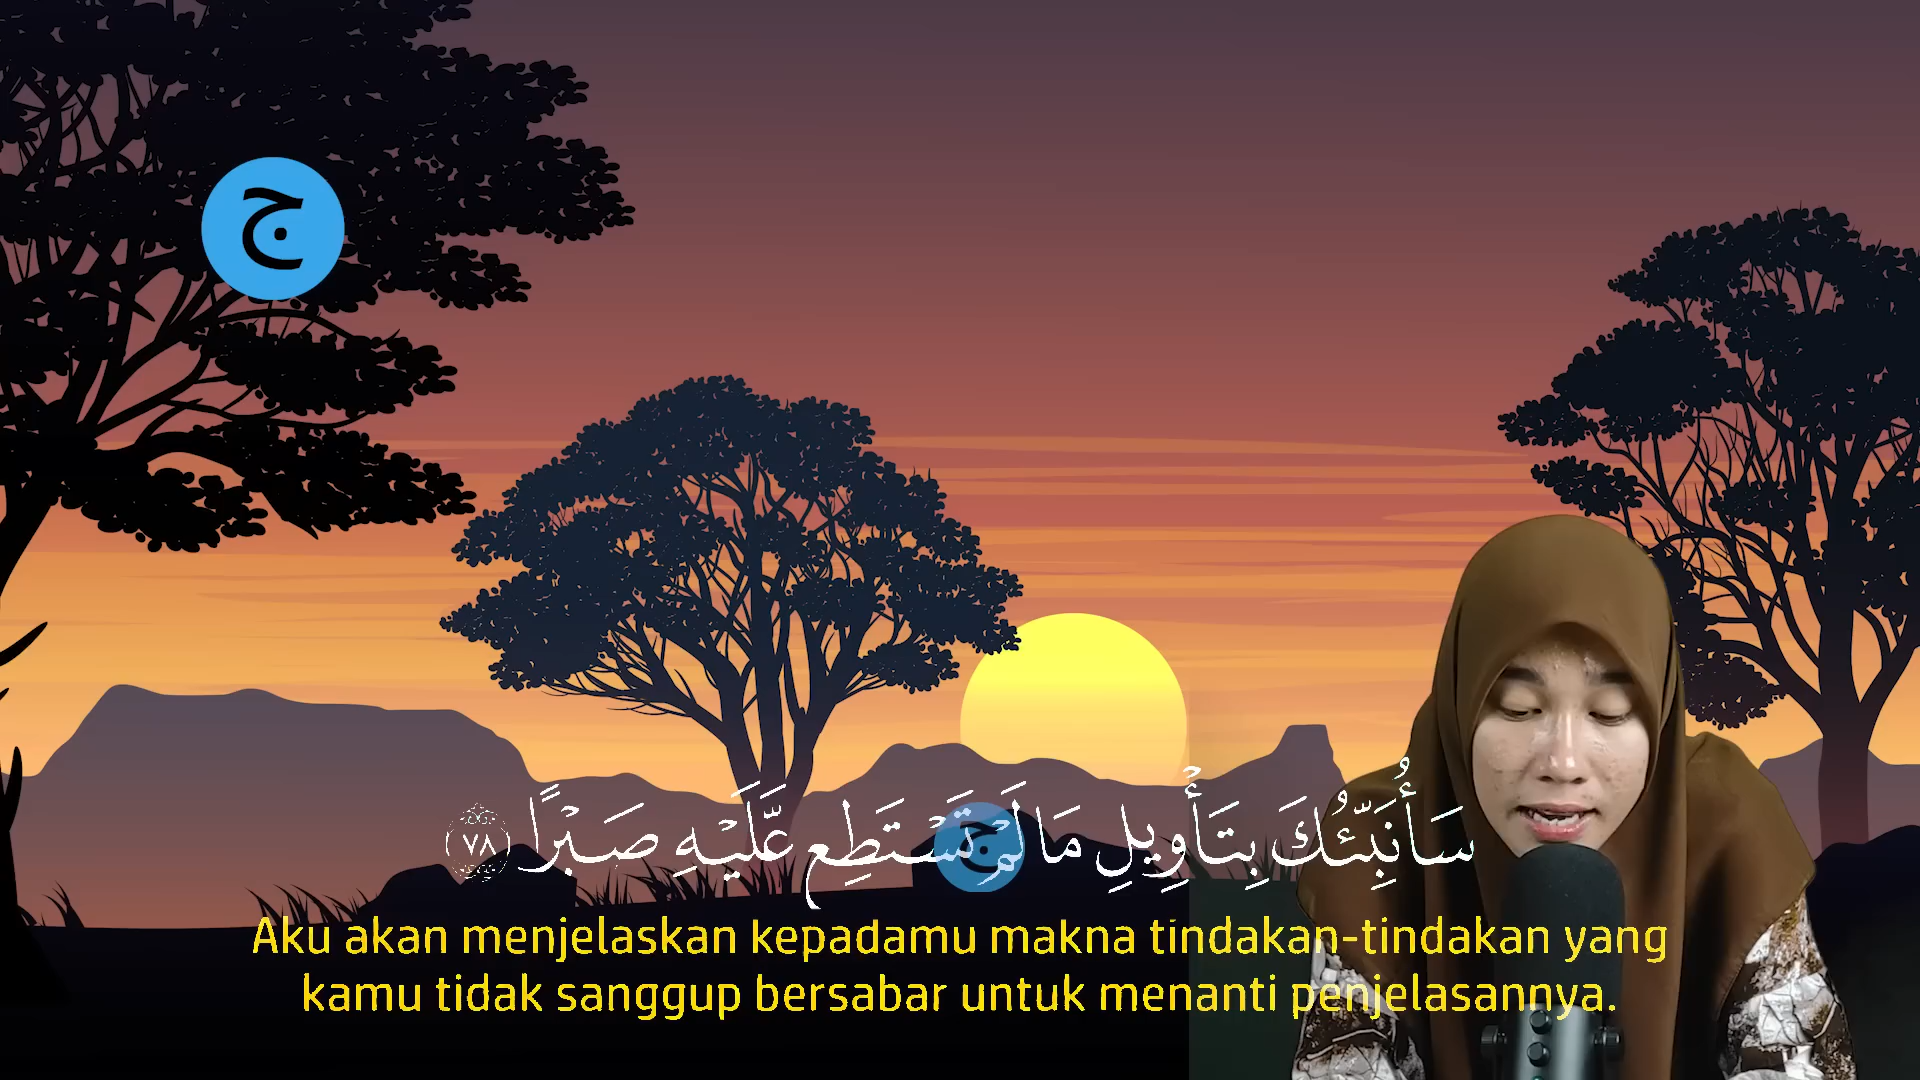 ج
سَأُنَبِّئُكَ بِتَأْوِيلِ مَا لَمْ تَسْتَطِع عَّلَيْهِ صَبْرًا ٧٨
ج
Aku akan menjelaskan kepadamu makna tindakan-tindakan yang
kamu tidak sanggup bersabar untuk menanti penjelasannya.